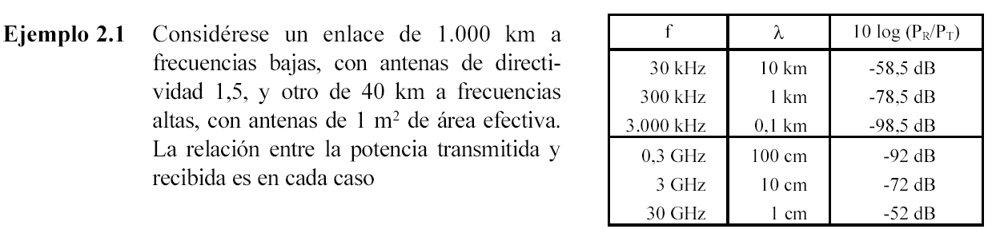 Ejemplo 2.1 Considérese un enlace de 1.000 km a
frecuencias bajas, con antenas de directi-
vidad 1,5, y otro de 40 km a frecuencias
altas, con antenas de 1 m² de área efectiva.
La relación entre la potencia transmitida y
recibida es en cada caso
f λ 10 log (P_R/P_T)
30 kHz 10 km -58,5 dB
300 kHz 1 km -78,5 dB
3.000 kHz 0,1 km -98,5 dB
0,3 GHz 100 cm -92 dB
3 GHz 10 cm -72 dB
30 GHz 1 cm -52 dB